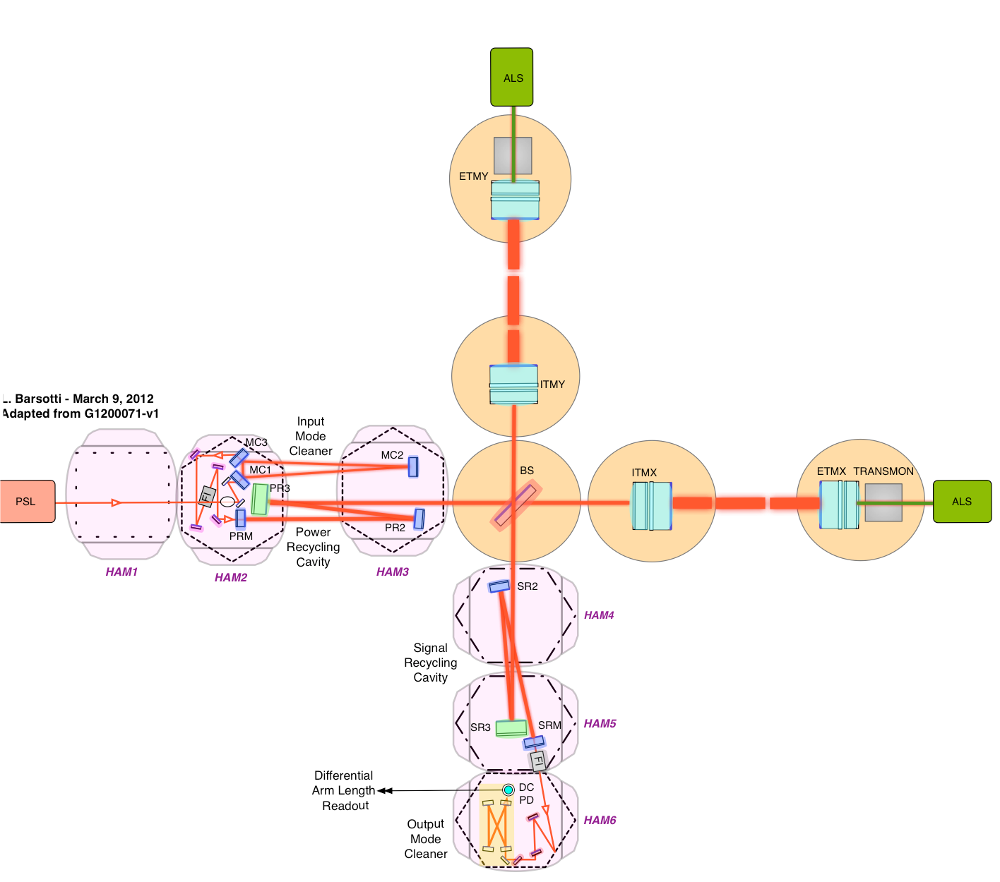 ALS
ETMY
ITMY
L. Barsotti - March 9, 2012
Adapted from G1200071-v1
Input
Mode
Cleaner
MC3
MC2
MC1
BS
ITMX
ETMX TRANSMON
PR3
FI
PSL
ALS
PR2
PRM
Power
Recycling
Cavity
HAM1
HAM2
HAM3
SR2
HAM4
Signal
Recycling
Cavity
SR3
SRM
HAM5
FI
Differential
Arm Length
Readout
DC
PD
HAM6
Output
Mode
Cleaner